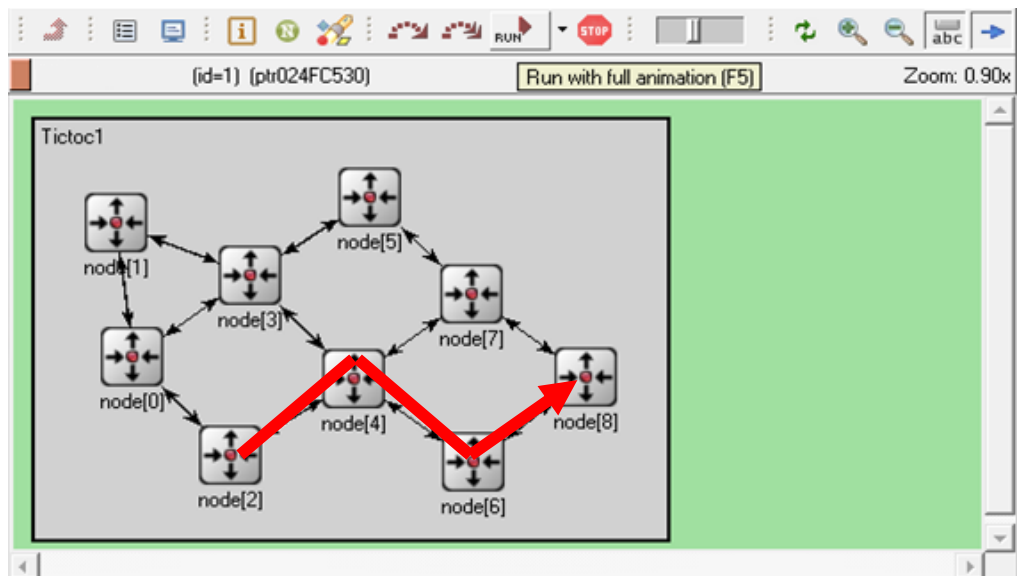 RUN
STOP
abc
(id=1) (ptr024FC530)
Run with full animation (F5)
Zoom: 0.90x
Tictoc1
node[5]
node[1]
node[3]
node[7]
node[0]
node[4]
node[8]
node[2]
node[6]